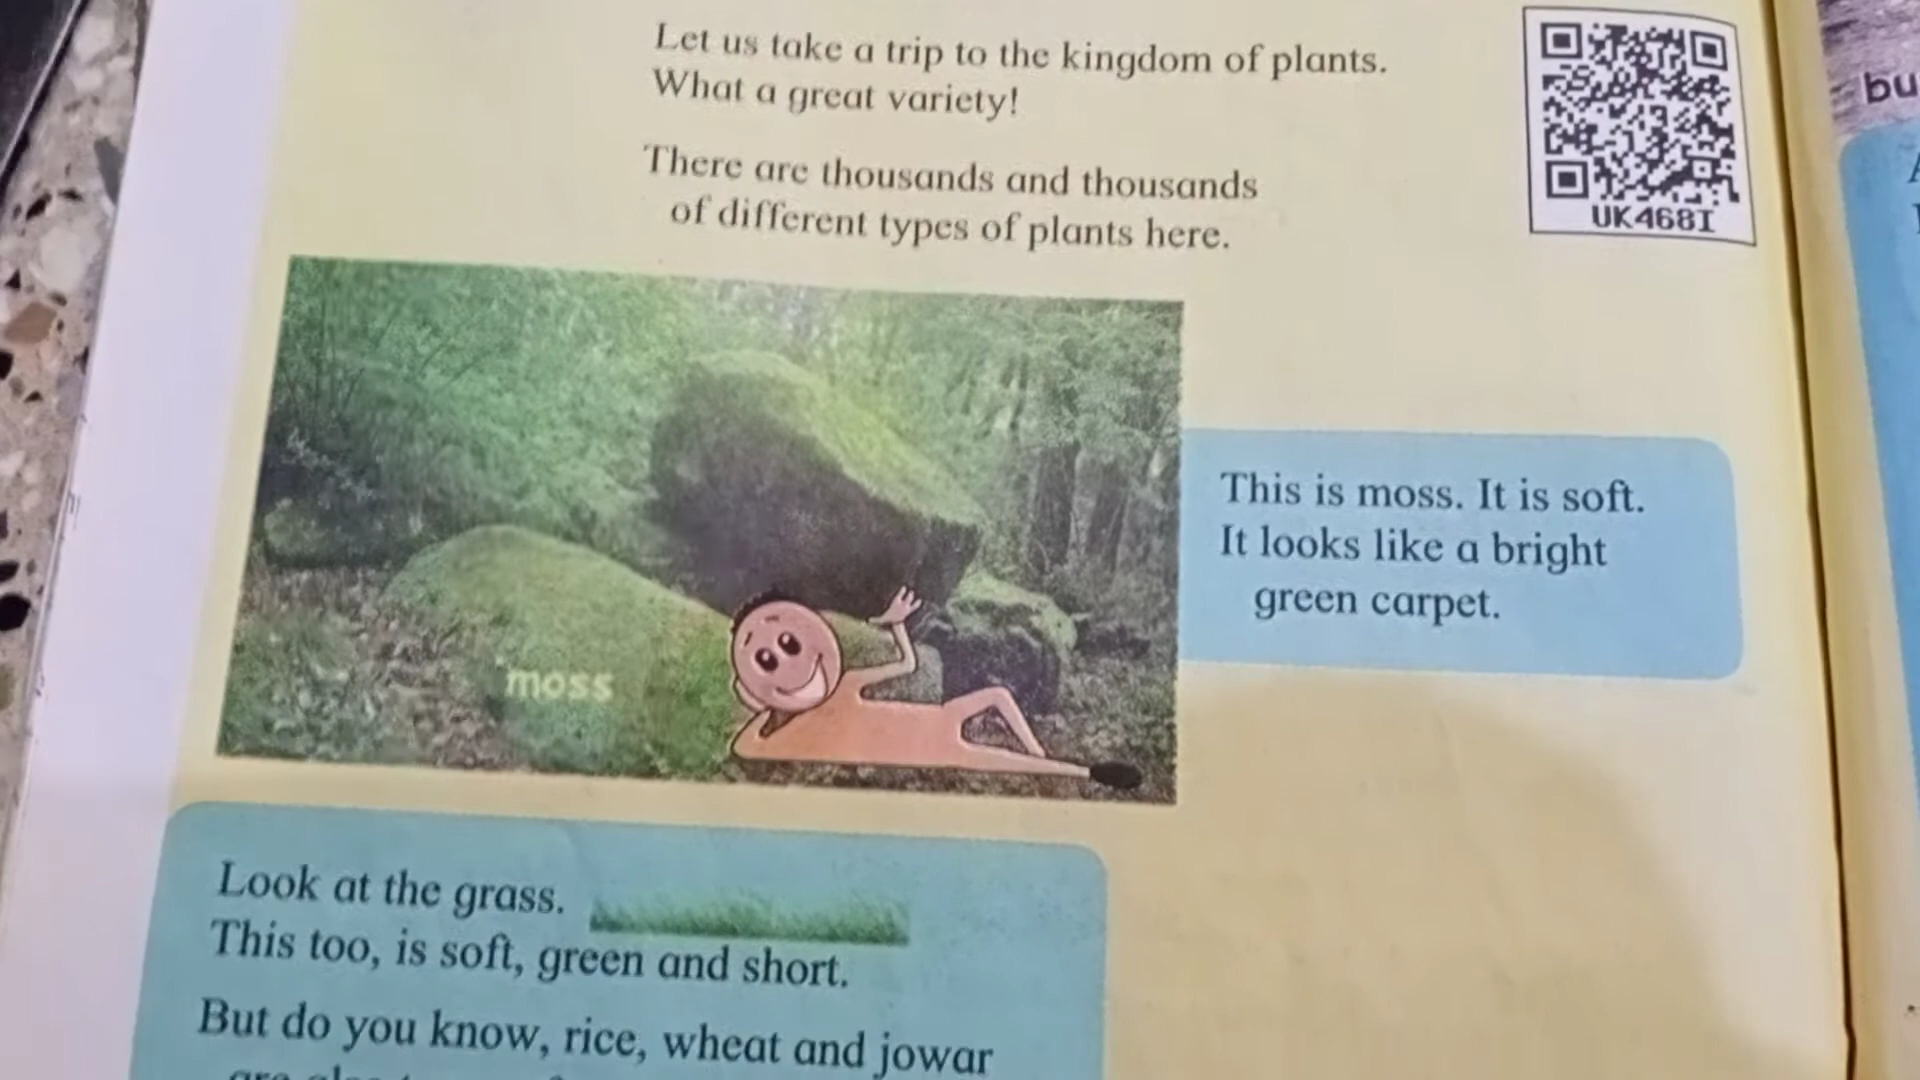 Let us take a trip to the kingdom of plants.
What a great variety!
There are thousands and thousands
of different types of plants here.
UK468I
bu
moss
This is moss. It is soft.
It looks like a bright
green carpet.
Look at the grass.
This too, is soft, green and short.
But do you know, rice, wheat and jowar